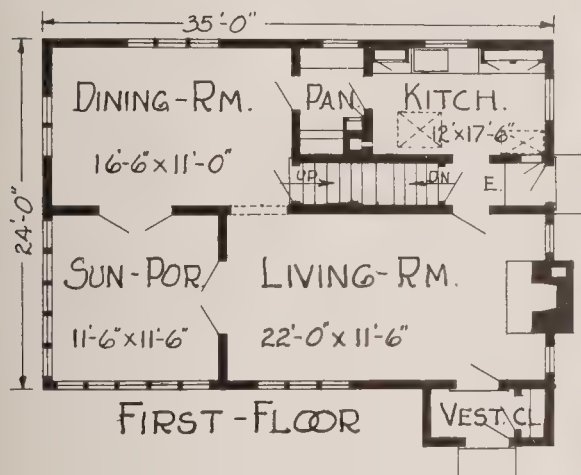 35'-0"
DINING-RM.
16'-6"x11'-0"
PAN.
KITCH.
12'x17'-6"
UP
DN
E.
24'-0"
SUN-POR.
11'-6"x11'-6"
LIVING-RM.
22'-0"x11'-6"
VEST. CL.
FIRST-FLOOR